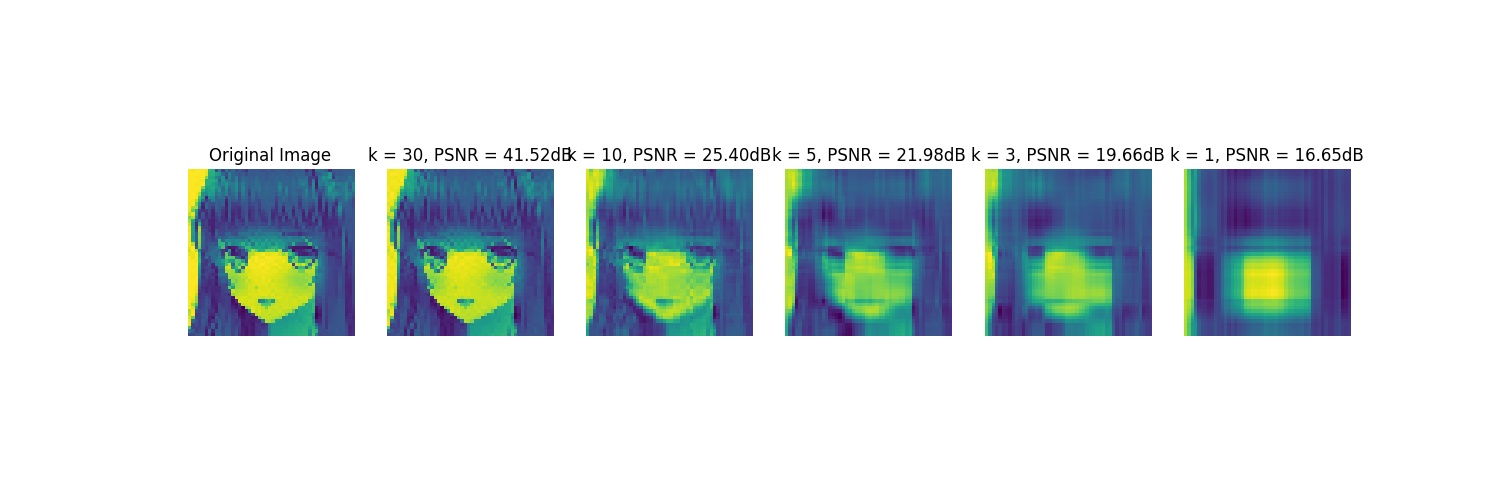 Original Image
k = 30, PSNR = 41.52dB
k = 10, PSNR = 25.40dB
k = 5, PSNR = 21.98dB
k = 3, PSNR = 19.66dB
k = 1, PSNR = 16.65dB